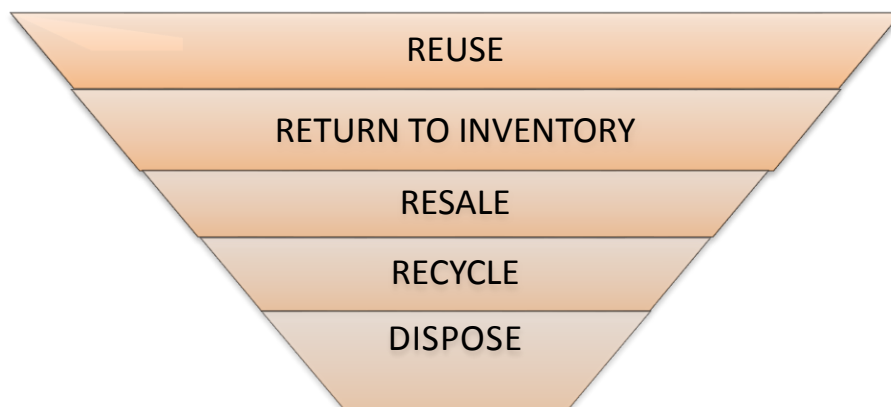 REUSE
RETURN TO INVENTORY
RESALE
RECYCLE
DISPOSE